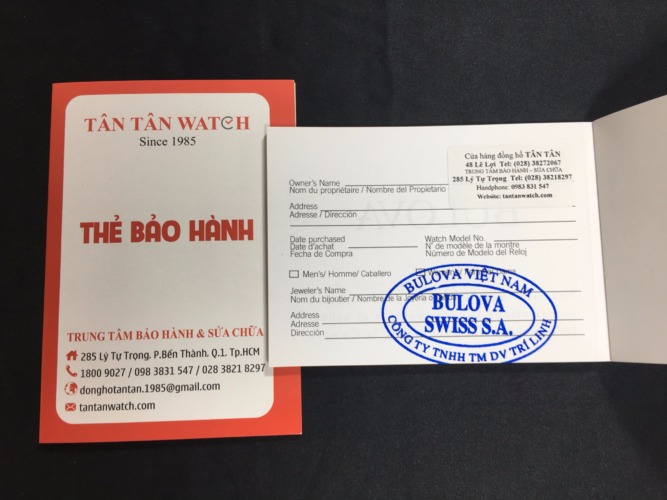 TÂN TÂN WATCH
Since 1985
THẺ BẢO HÀNH
TRUNG TÂM BẢO HÀNH & SỬA CHỮA
285 Lý Tự Trọng, P.Bến Thành, Q.1, Tp.HCM
1800 9027 / 098 3831 547 / 028 3821 8297
donghotantan.1985@gmail.com
tantanwatch.com
Cửa hàng đồng hồ TÂN TÂN
48 Lê Lợi Tel: (028) 38272067
TRUNG TÂM BẢO HÀNH - SỬA CHỮA
285 Lý Tự Trọng Tel: (028) 38218297
Handphone: 0983 831 547
Website: tantanwatch.com
Owner's Name
Nom du propriétaire / Nombre del Propietario
Address
Adresse / Dirección
Date purchased
Date d'achat
Fecha de Compra
Watch Model No.
N° de modèle de la montre
Número de Modelo del Reloj
Men's/ Homme/ Caballero
Jeweler's Name
Nom du bijoutier / Nombre de la Joyería o
Address
Adresse
Dirección
BULOVA VIỆT NAM
BULOVA
SWISS S.A.
CÔNG TY TNHH TM DV TRÍ LINH